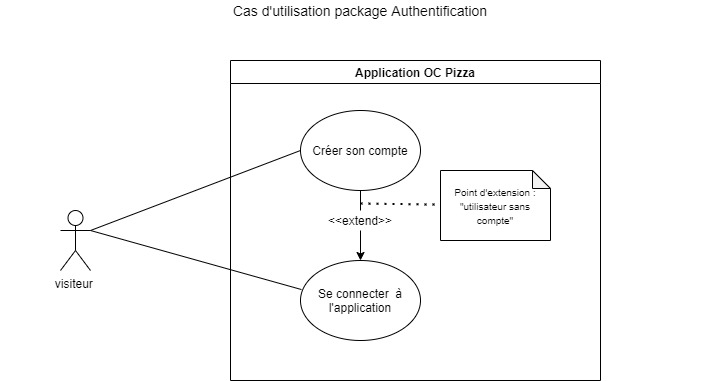 Cas d'utilisation package Authentification
Application OC Pizza
Créer son compte
Point d'extension :
"utilisateur sans
compte"
<<extend>>
visiteur
Se connecter à
l'application